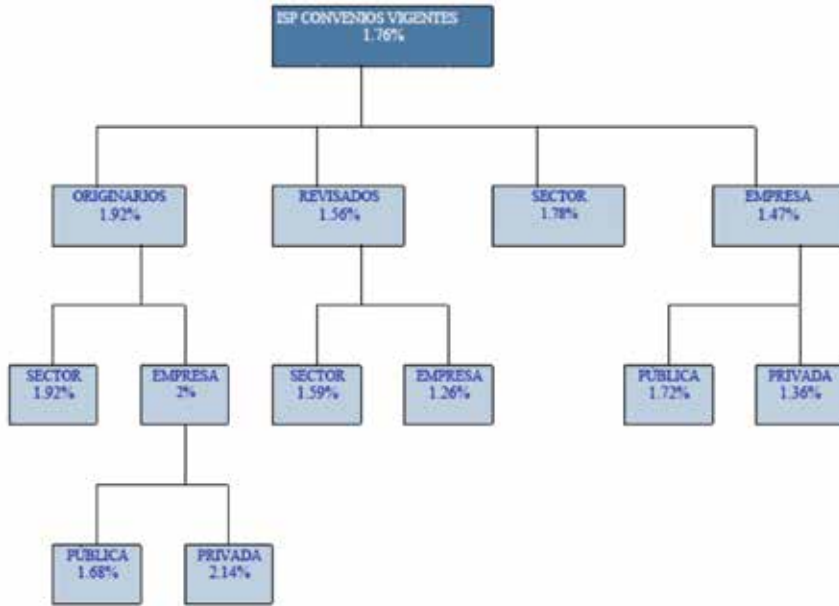 ISP CONVENIOS VIGENTES
1.76%
ORIGINARIOS
1.92%
REVISADOS
1.56%
SECTOR
1.78%
EMPRESA
1.47%
SECTOR
1.92%
EMPRESA
2%
SECTOR
1.59%
EMPRESA
1.26%
PÚBLICA
1.72%
PRIVADA
1.36%
PÚBLICA
1.68%
PRIVADA
2.14%